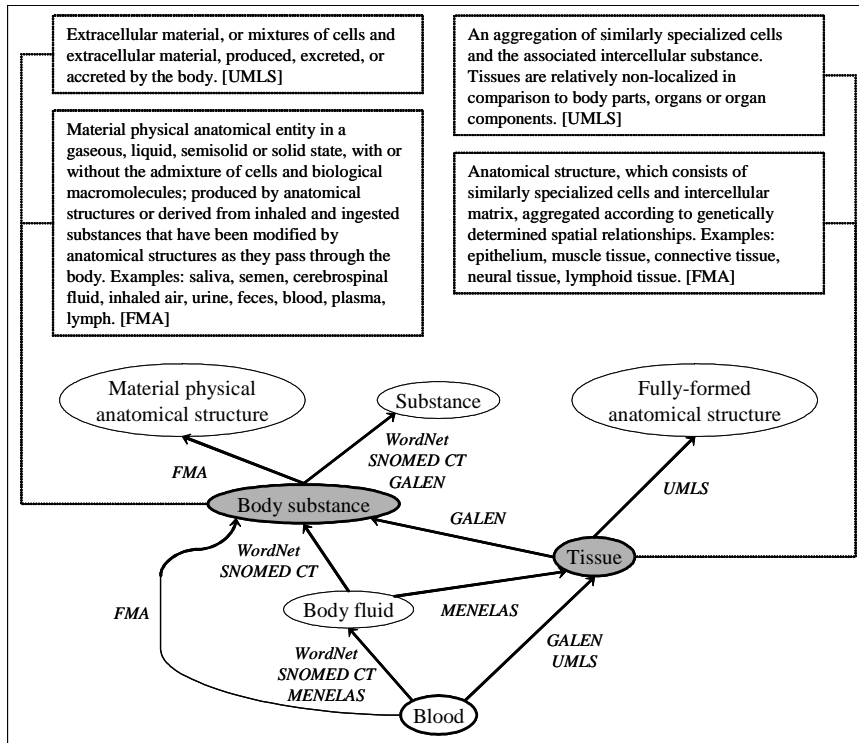 Extracellular material, or mixtures of cells and
extracellular material, produced, excreted, or
accreted by the body. [UMLS]
An aggregation of similarly specialized cells
and the associated intercellular substance.
Tissues are relatively non-localized in
comparison to body parts, organs or organ
components. [UMLS]
Material physical anatomical entity in a
gaseous, liquid, semisolid or solid state, with or
without the admixture of cells and biological
macromolecules; produced by anatomical
structures or derived from inhaled and ingested
substances that have been modified by
anatomical structures as they pass through the
body. Examples: saliva, semen, cerebrospinal
fluid, inhaled air, urine, feces, blood, plasma,
lymph. [FMA]
Anatomical structure, which consists of
similarly specialized cells and intercellular
matrix, aggregated according to genetically
determined spatial relationships. Examples:
epithelium, muscle tissue, connective tissue,
neural tissue, lymphoid tissue. [FMA]
Material physical
anatomical structure
Substance
Fully-formed
anatomical structure
FMA
WordNet
SNOMED CT
GALEN
UMLS
Body substance
GALEN
Tissue
WordNet
SNOMED CT
FMA
Body fluid
MENELAS
WordNet
SNOMED CT
MENELAS
GALEN
UMLS
Blood